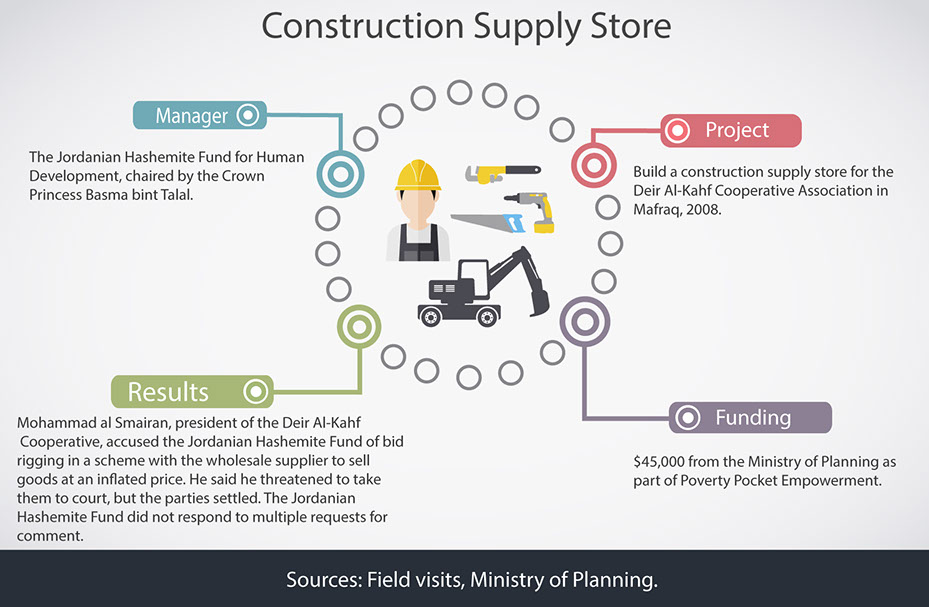 Construction Supply Store
Manager
The Jordanian Hashemite Fund for Human
Development, chaired by the Crown
Princess Basma bint Talal.
Project
Build a construction supply store for the
Deir Al-Kahf Cooperative Association in
Mafraq, 2008.
Results
Mohammad al Smairan, president of the Deir Al-Kahf
Cooperative, accused the Jordanian Hashemite Fund of bid
rigging in a scheme with the wholesale supplier to sell
goods at an inflated price. He said he threatened to take
them to court, but the parties settled. The Jordanian
Hashemite Fund did not respond to multiple requests for
comment.
Funding
$45,000 from the Ministry of Planning as
part of Poverty Pocket Empowerment.
Sources: Field visits, Ministry of Planning.